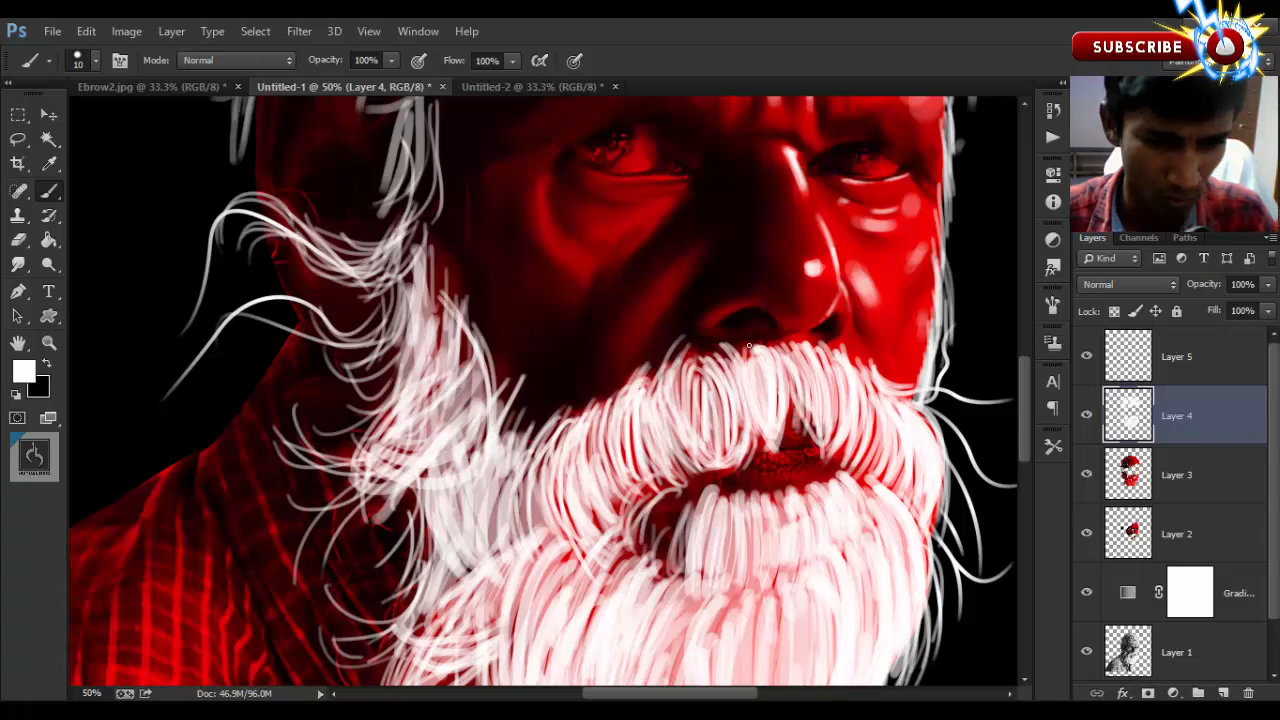 SUBSCRIBE
Ps File Edit Image Layer Type Select Filter 3D View Window Help
10 Mode: Normal Opacity: 100% Flow: 100%
Ebrow2.jpg @ 33.3% (RGB/8) * × Untitled-1 @ 50% (Layer 4, RGB/8) * × Untitled-2 @ 33.3% (RGB/8) * ×
Layers Channels Paths
Kind
Normal Opacity: 100%
Lock: Fill: 100%
Layer 5
Layer 4
Layer 3
Layer 2
Gradi...
Layer 1
50% Doc: 46.9M/96.0M